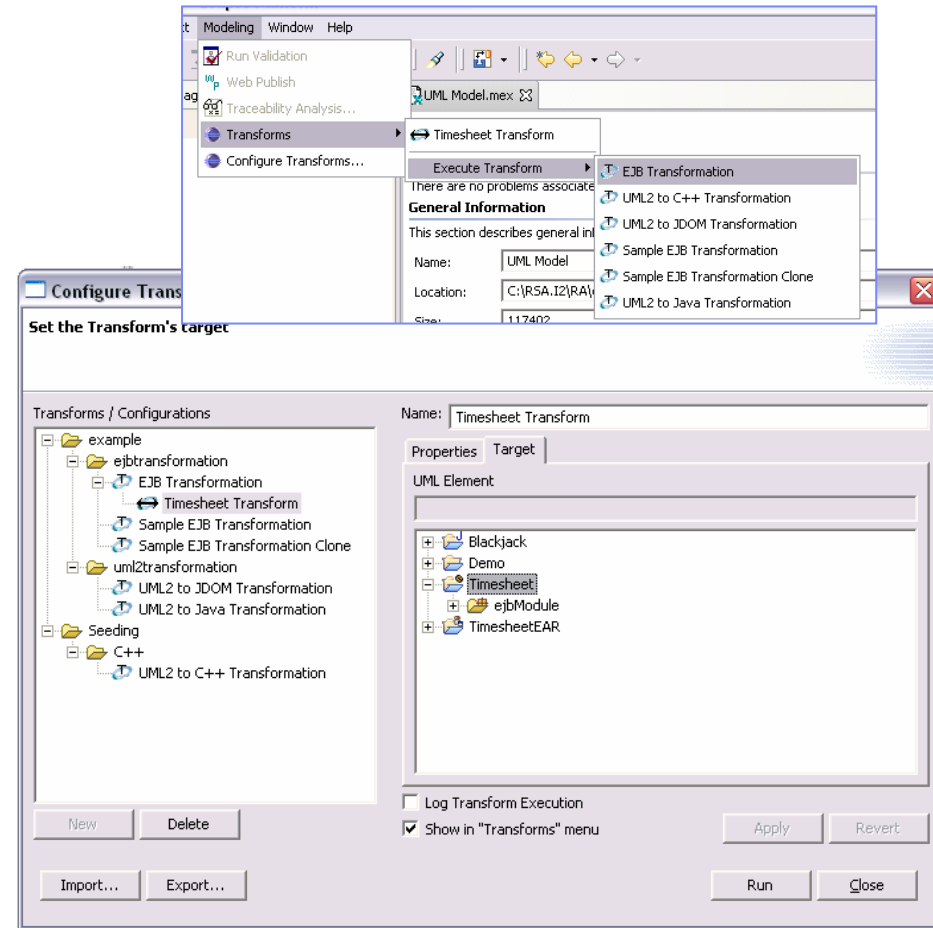 Modeling Window Help
Run Validation
Web Publish
Traceability Analysis...
Transforms
Configure Transforms...
UML Model.mex
Timesheet Transform
Execute Transform
EJB Transformation
UML2 to C++ Transformation
UML2 to JDOM Transformation
Sample EJB Transformation
Sample EJB Transformation Clone
UML2 to Java Transformation
There are no problems associate
General Information
This section describes general in
Name: UML Model
Location: C:\RSA.I2\RA\
Size: 117402
Configure Trans
Set the Transform's target
Transforms / Configurations
example
ejbtransformation
EJB Transformation
Timesheet Transform
Sample EJB Transformation
Sample EJB Transformation Clone
uml2transformation
UML2 to JDOM Transformation
UML2 to Java Transformation
Seeding
C++
UML2 to C++ Transformation
New Delete
Import... Export...
Name: Timesheet Transform
Properties Target
UML Element
Blackjack
Demo
Timesheet
ejbModule
TimesheetEAR
Log Transform Execution
Show in "Transforms" menu
Apply Revert
Run Close